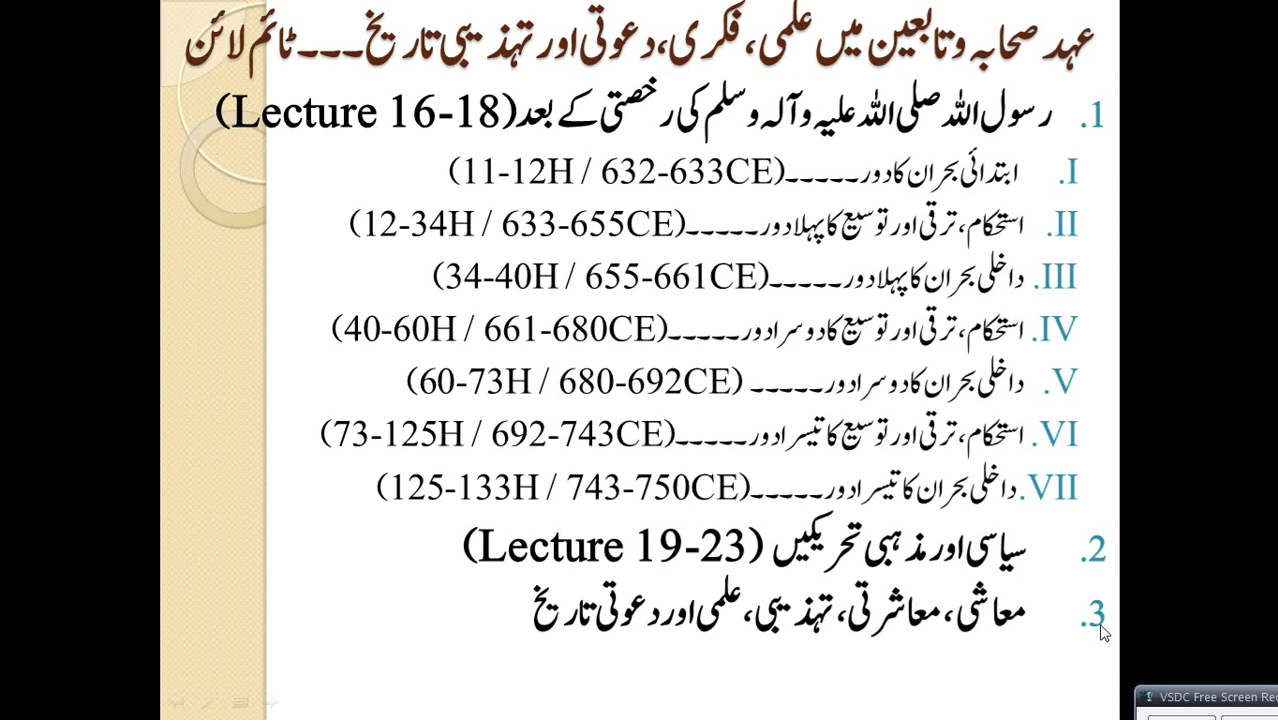 عہد صحابہ و تابعین میں علمی، فکری، دعوتی اور تہذیبی تاریخ۔۔۔ٹائم لائن
1. رسول اللہ صلی اللہ علیہ وآلہ وسلم کی رخصتی کے بعد (Lecture 16-18)
I. ابتدائی بحران کا دور۔۔۔۔۔(11-12H / 632-633CE)
II. استحکام، ترقی اور توسیع کا پہلا دور۔۔۔۔۔(12-34H / 633-655CE)
III. داخلی بحران کا پہلا دور۔۔۔۔۔(34-40H / 655-661CE)
IV. استحکام، ترقی اور توسیع کا دوسرا دور۔۔۔۔۔(40-60H / 661-680CE)
V. داخلی بحران کا دوسرا دور۔۔۔۔۔ (60-73H / 680-692CE)
VI. استحکام، ترقی اور توسیع کا تیسرا دور۔۔۔۔۔(73-125H / 692-743CE)
VII. داخلی بحران کا تیسرا دور۔۔۔۔۔(125-133H / 743-750CE)
2. سیاسی اور مذہبی تحریکیں (Lecture 19-23)
3. معاشی، معاشرتی، تہذیبی، علمی اور دعوتی تاریخ
VSDC Free Screen Rec